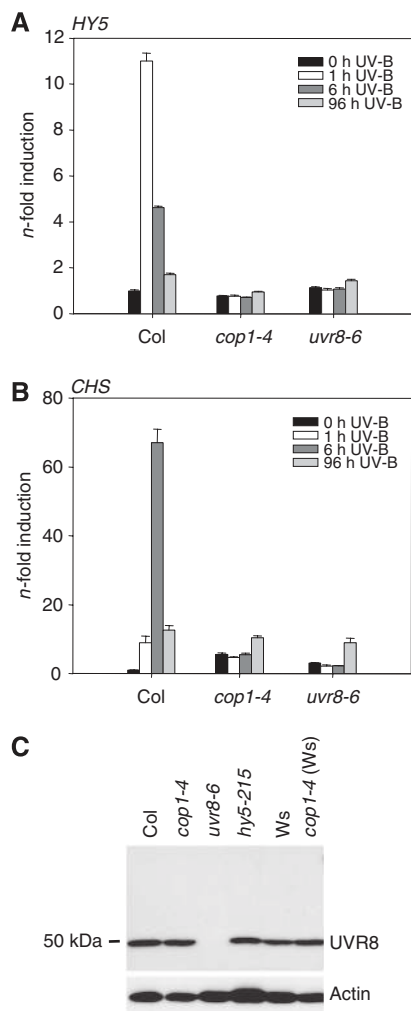 A
HY5
12
10
8
6
4
2
0
n-fold induction
0 h UV-B
1 h UV-B
6 h UV-B
96 h UV-B
Col
cop1-4
uvr8-6
B
CHS
80
60
40
20
0
n-fold induction
0 h UV-B
1 h UV-B
6 h UV-B
96 h UV-B
Col
cop1-4
uvr8-6
C
Col
cop1-4
uvr8-6
hy5-215
Ws
cop1-4 (Ws)
50 kDa –
UVR8
Actin